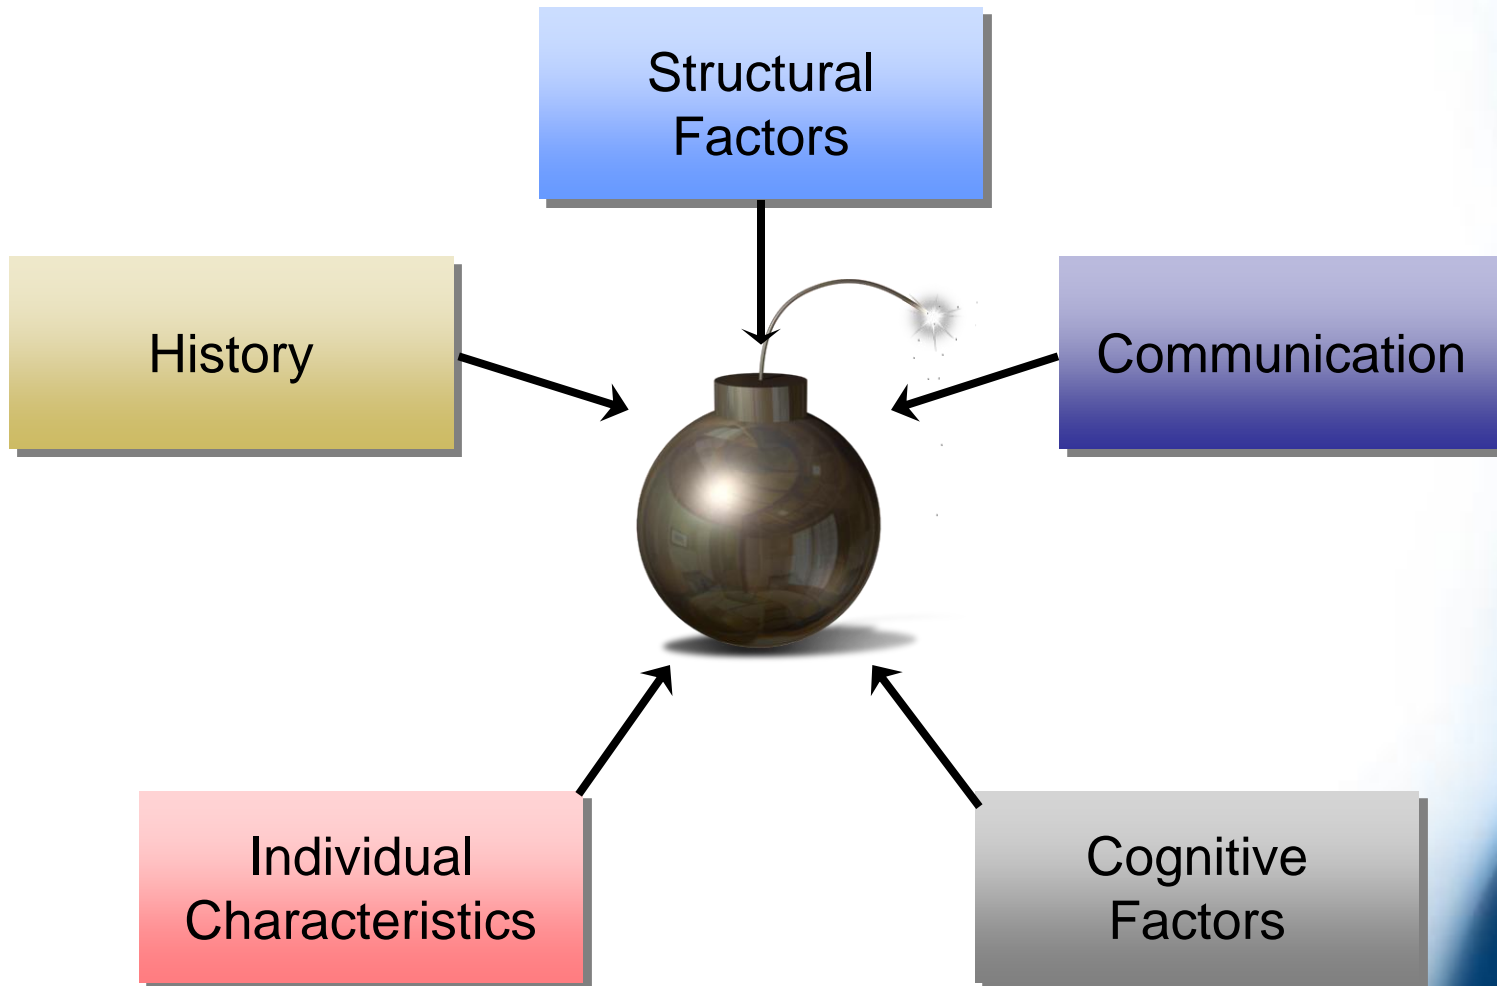 Structural
Factors
History
Communication
Individual
Characteristics
Cognitive
Factors